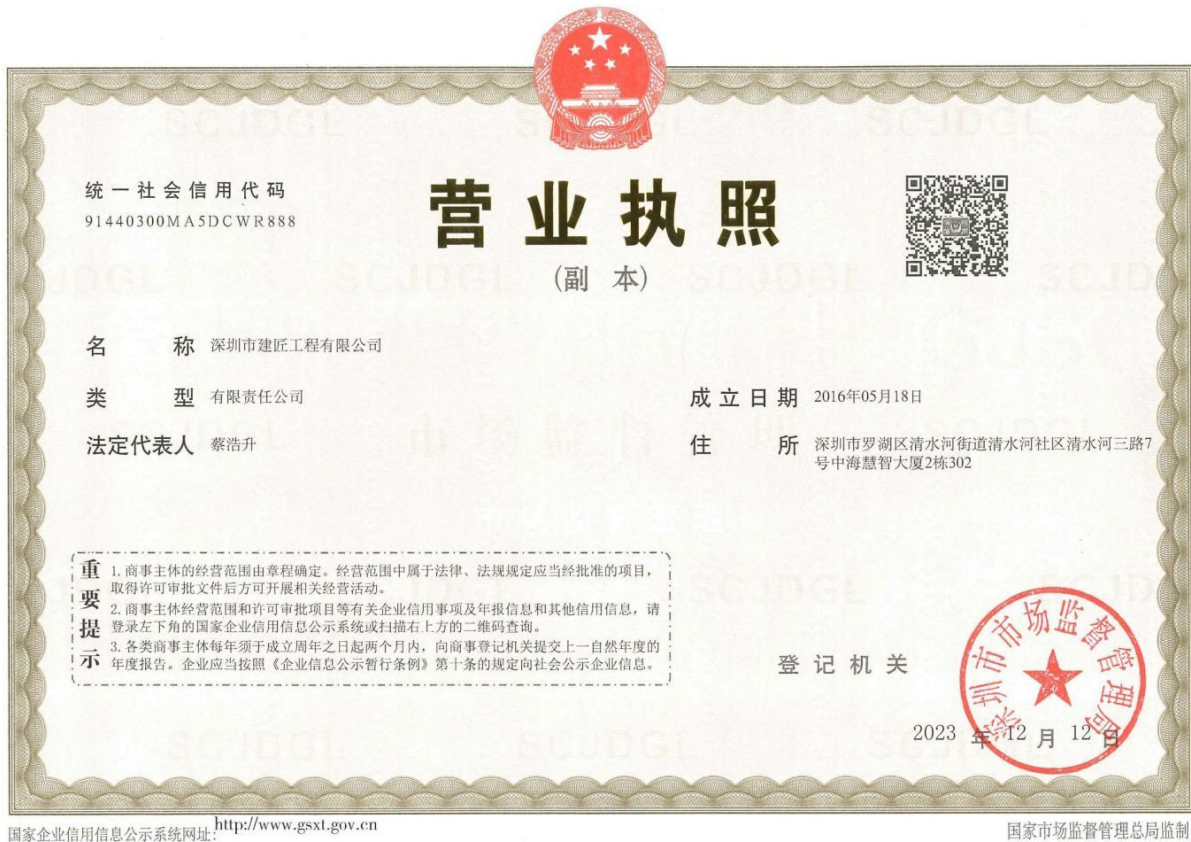 统一社会信用代码
91440300MA5DCWR888
营业执照
(副 本)
名 称 深圳市建匠工程有限公司
类 型 有限责任公司
法定代表人 蔡浩升
成立日期 2016年05月18日
住 所 深圳市罗湖区清水河街道清水河社区清水河三路7
号中海慧智大厦2栋302
重要提示
1. 商事主体的经营范围由章程确定。经营范围中属于法律、法规规定应当经批准的项目，
取得许可审批文件后方可开展相关经营活动。
2. 商事主体经营范围和许可审批项目等有关企业信用事项及年报信息和其他信用信息，请
登录左下角的国家企业信用信息公示系统或扫描右上方的二维码查询。
3. 各类商事主体每年须于成立周年之日起两个月内，向商事登记机关提交上一自然年度的
年度报告。企业应当按照《企业信息公示暂行条例》第十条的规定向社会公示企业信息。
登记机关
深圳市市场监督管理局
2023 年 12 月 12 日
国家企业信用信息公示系统网址: http://www.gsxt.gov.cn
国家市场监督管理总局监制
SCJDGL